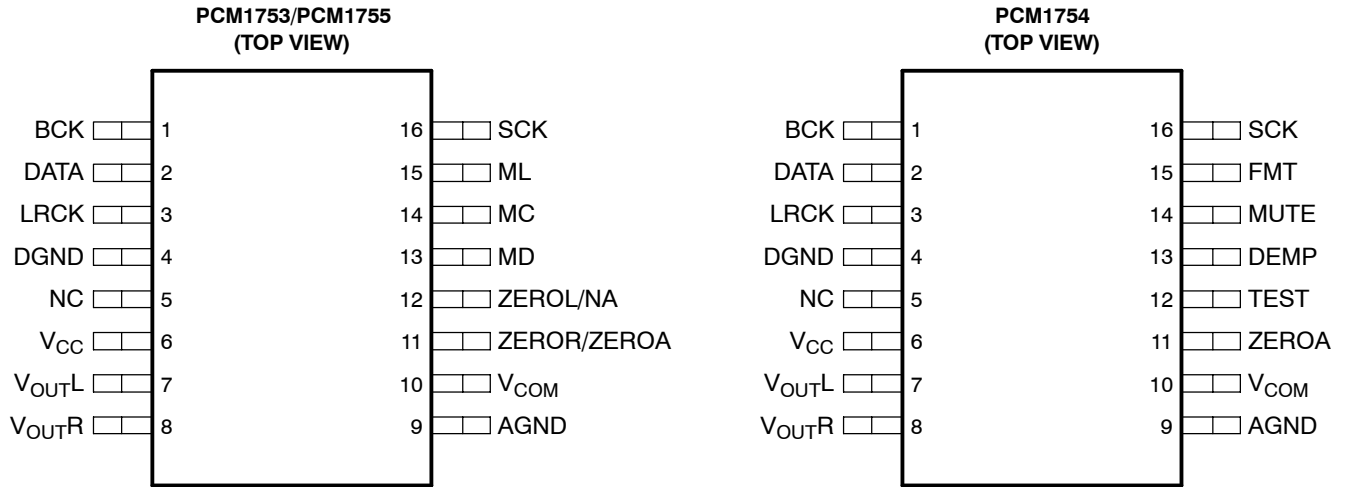 PCM1753/PCM1755
(TOP VIEW)
BCK 1 16 SCK
DATA 2 15 ML
LRCK 3 14 MC
DGND 4 13 MD
NC 5 12 ZEROL/NA
VCC 6 11 ZEROR/ZEROA
VOUTL 7 10 VCOM
VOUTR 8 9 AGND
PCM1754
(TOP VIEW)
BCK 1 16 SCK
DATA 2 15 FMT
LRCK 3 14 MUTE
DGND 4 13 DEMP
NC 5 12 TEST
VCC 6 11 ZEROA
VOUTL 7 10 VCOM
VOUTR 8 9 AGND